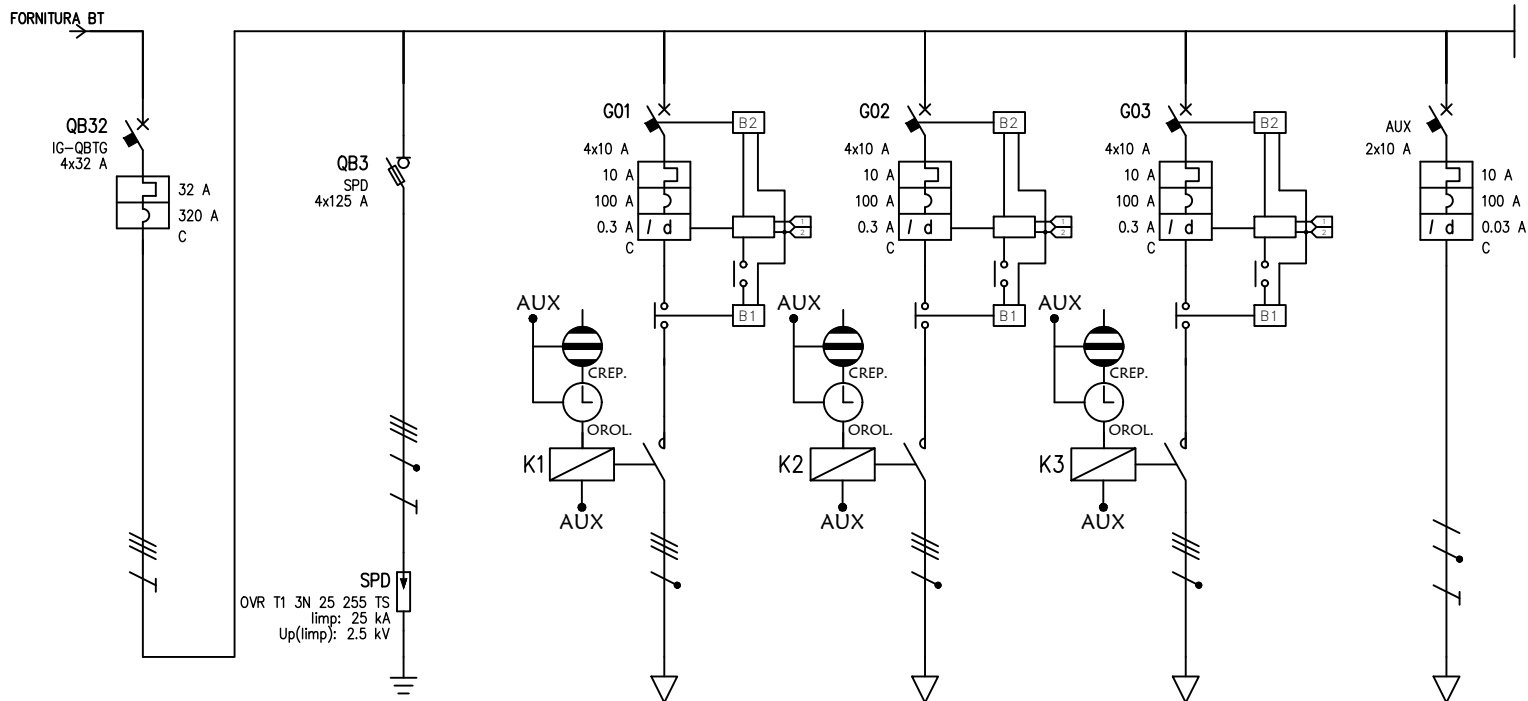 FORNITURA BT
QB32
IG-QBTG
4x32 A
32 A
320 A
C
QB3
SPD
4x125 A
SPD
OVR T1 3N 25 255 TS
Iimp: 25 kA
Up(Iimp): 2.5 kV
G01
4x10 A
10 A
100 A
0.3 A
C
I d
B2
1
2
B1
AUX
CREP.
OROL.
K1
AUX
G02
4x10 A
10 A
100 A
0.3 A
C
I d
B2
1
2
B1
AUX
CREP.
OROL.
K2
AUX
G03
4x10 A
10 A
100 A
0.3 A
C
I d
B2
1
2
B1
AUX
CREP.
OROL.
K3
AUX
AUX
2x10 A
10 A
100 A
I d
0.03 A
C